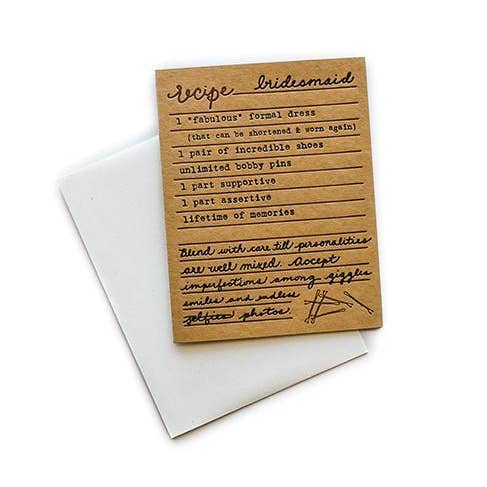 recipe bridesmaid
1 "fabulous" formal dress
(that can be shortened & worn again)
1 pair of incredible shoes
unlimited bobby pins
1 part supportive
1 part assertive
lifetime of memories
Blend with care till personalities
are well mixed. Accept
imperfections among giggles
smiles and endless
selfies photos.